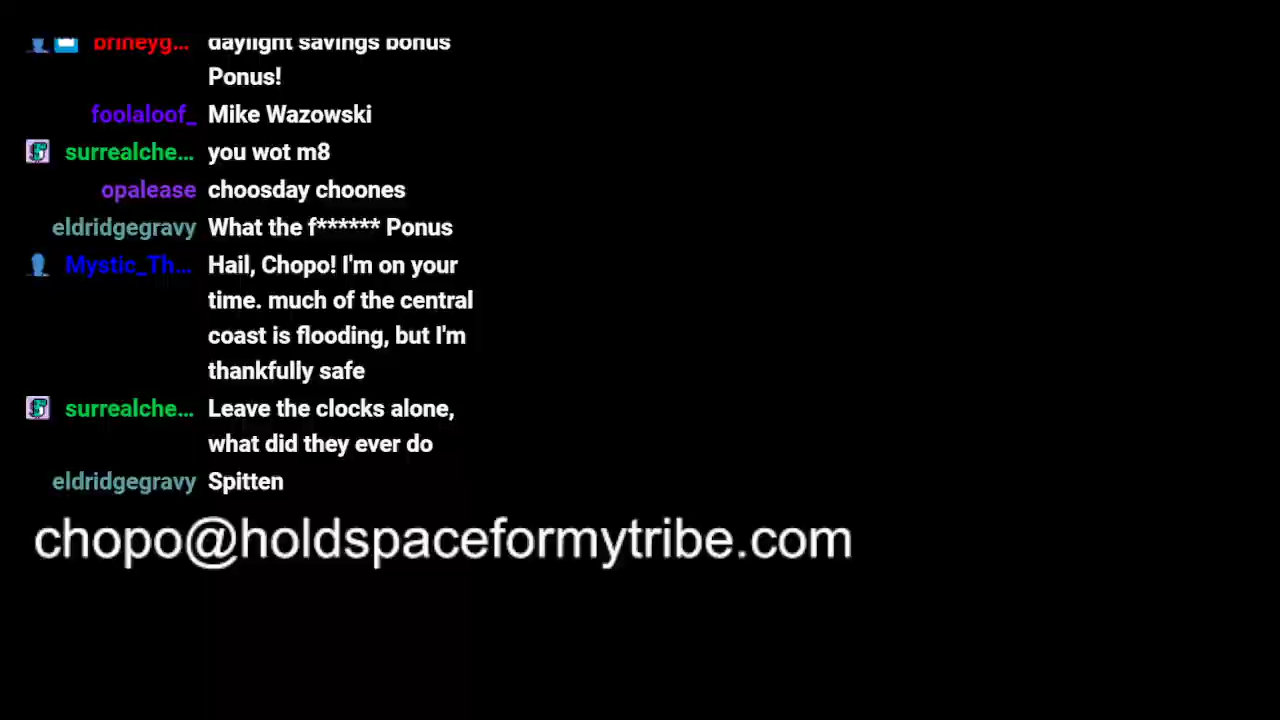 brineyg... daylight savings bonus
Ponus!
foolaloof_ Mike Wazowski
surrealche... you wot m8
opalease choosday choones
eldridgegravy What the f****** Ponus
Mystic_Th... Hail, Chopo! I'm on your
time. much of the central
coast is flooding, but I'm
thankfully safe
surrealche... Leave the clocks alone,
what did they ever do
eldridgegravy Spitten
chopo@holdspaceformytribe.com